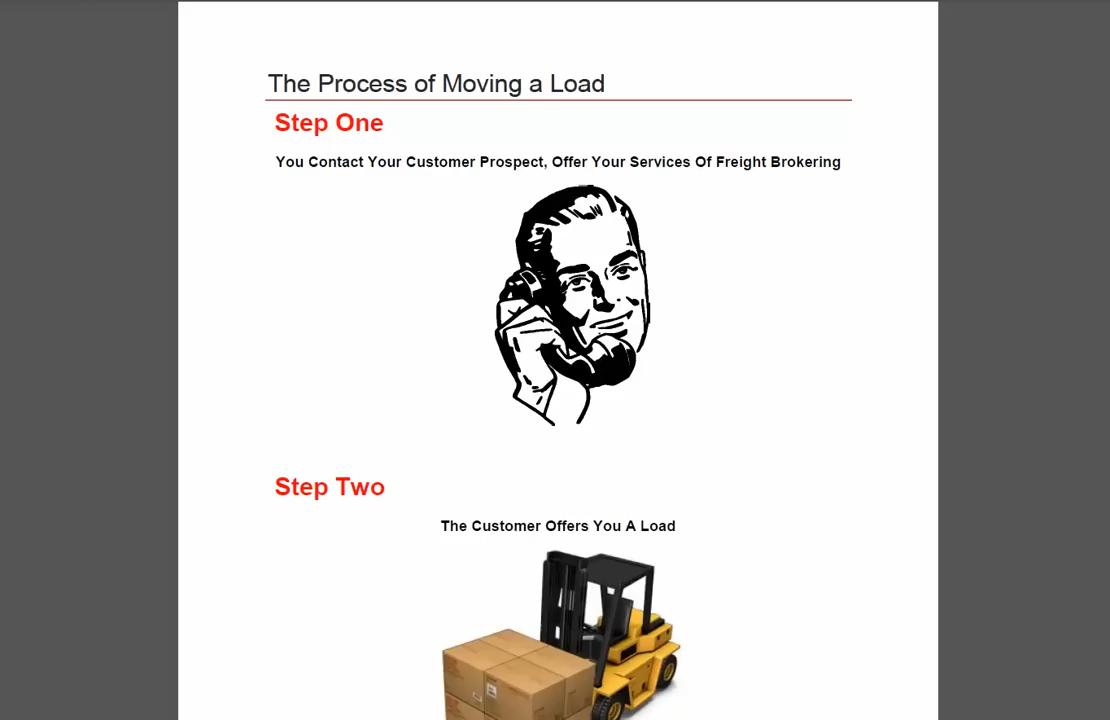 The Process of Moving a Load
Step One
You Contact Your Customer Prospect, Offer Your Services Of Freight Brokering
Step Two
The Customer Offers You A Load